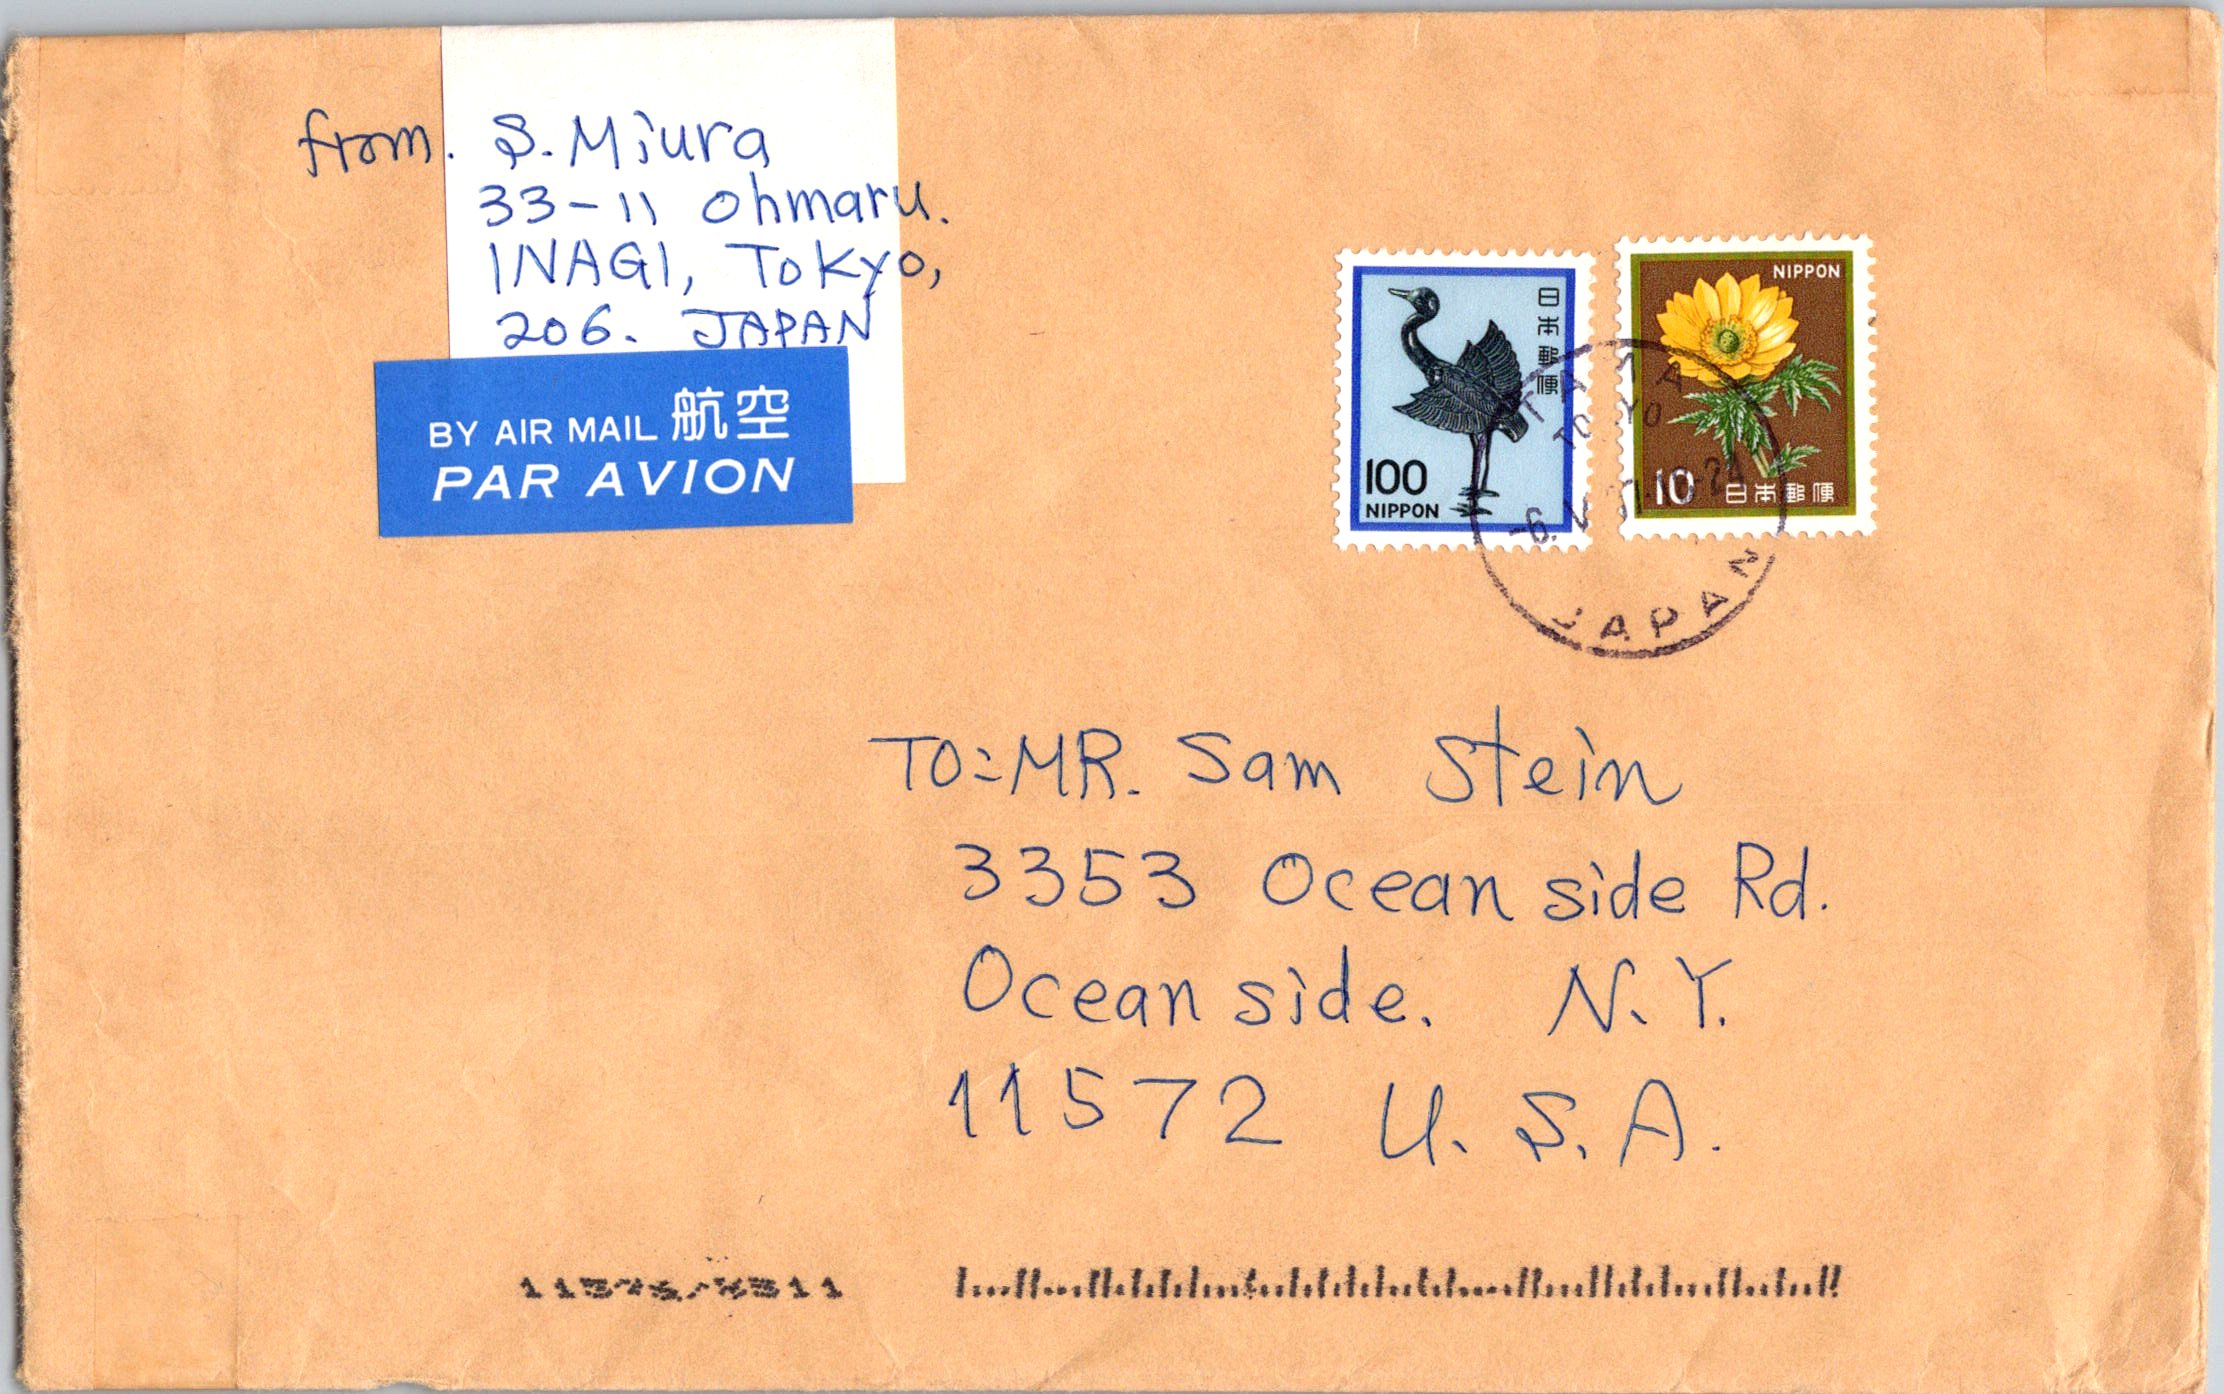 from. S. Miura
33-11 Ohmaru.
INAGI, Tokyo,
206. JAPAN
BY AIR MAIL 航空
PAR AVION
日本郵便
100
NIPPON
NIPPON
10 日本郵便
TAMA
TOKYO
JAPAN
TO: MR. Sam Stein
3353 Ocean side Rd.
Ocean side. N.Y.
11572 U.S.A.